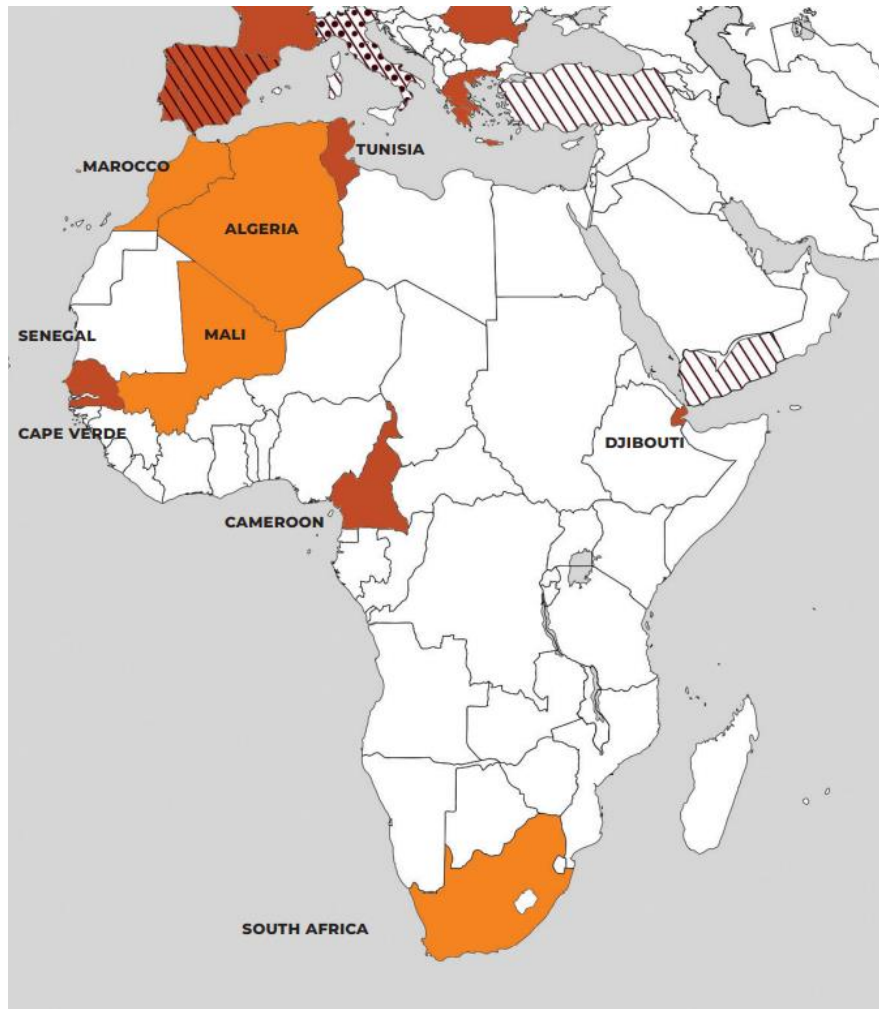 TUNISIA
MAROCCO
ALGERIA
SENEGAL
MALI
CAPE VERDE
DJIBOUTI
CAMEROON
SOUTH AFRICA